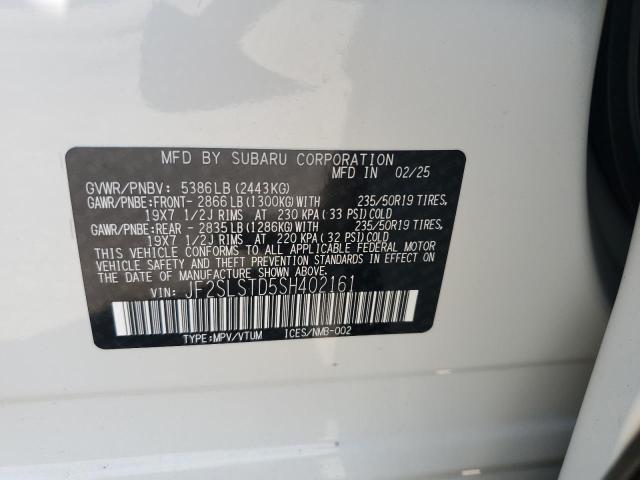 MFD BY SUBARU CORPORATION
MFD IN 02/25
GVWR/PNBV: 5386LB (2443KG)
GAWR/PNBE:FRONT- 2866LB (1300KG)WITH 235/50R19 TIRES,
19X7 1/2J RIMS AT 230 KPA (33 PSI)COLD
GAWR/PNBE:REAR - 2835LB (1286KG)WITH 235/50R19 TIRES,
19X7 1/2J RIMS AT 220 KPA (32 PSI)COLD
THIS VEHICLE CONFORMS TO ALL APPLICABLE FEDERAL MOTOR
VEHICLE SAFETY, BUMPER, AND THEFT PREVENTION
STANDARDS IN EFFECT ON THE DATE OF MANUFACTURE
SHOWN ABOVE.
VIN: JF2SLSTD5SH402161
TYPE:MPV/VTUM ICES/NMB-002